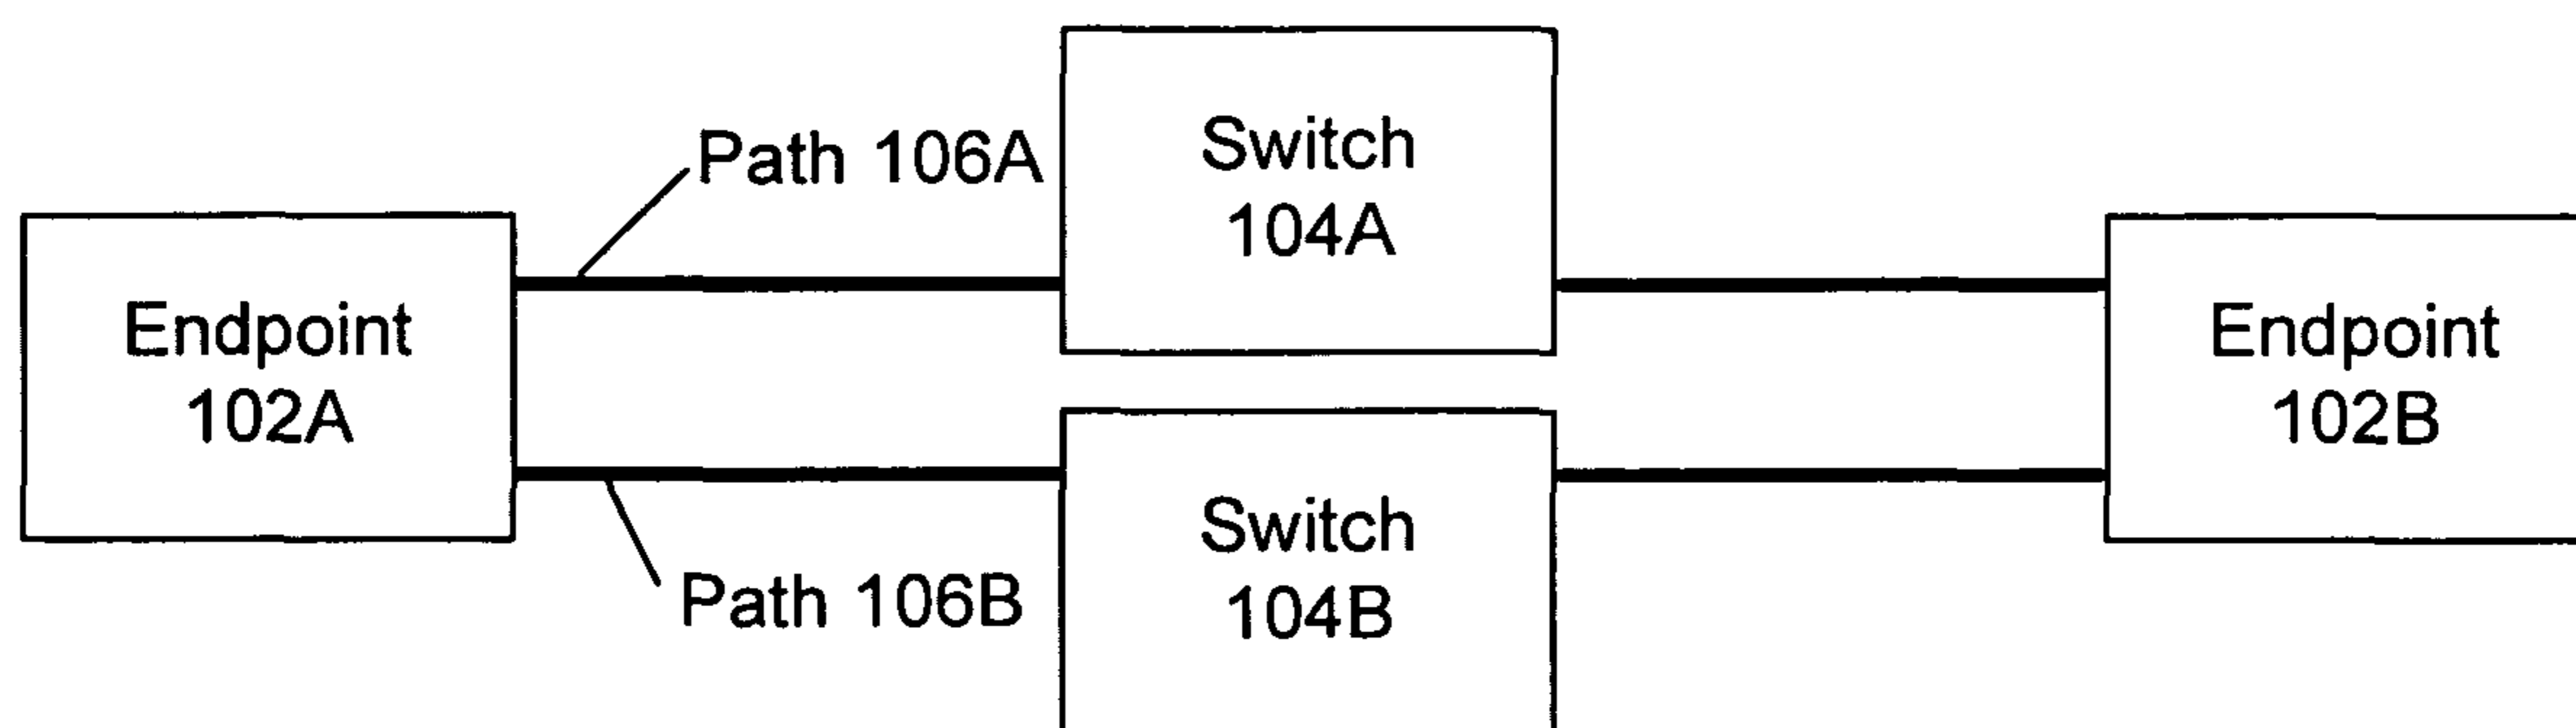 Path 106A
Switch
104A
Endpoint
102A
Endpoint
102B
Path 106B
Switch
104B